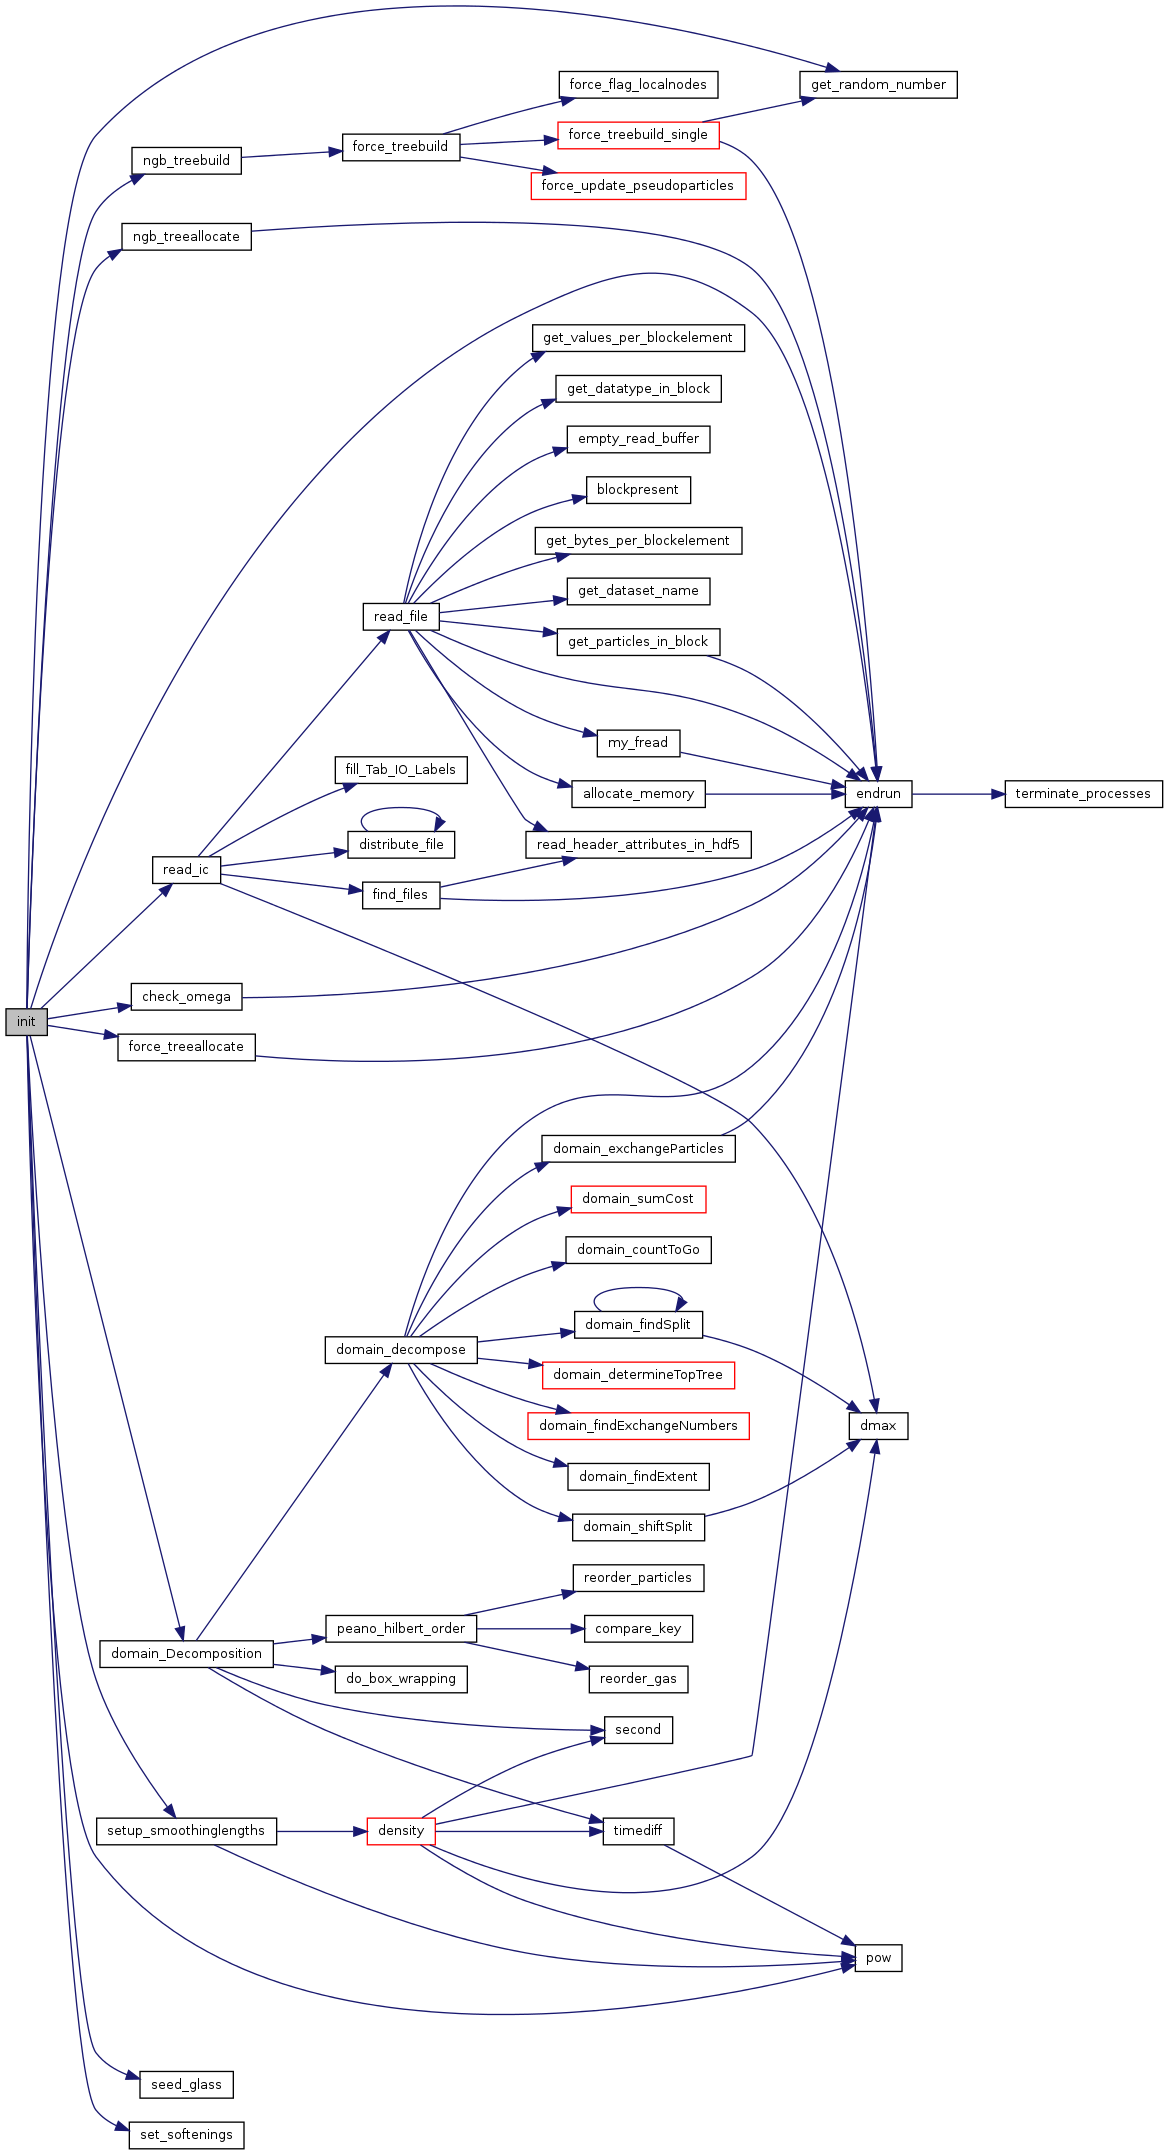 get_random_number
force_flag_localnodes
force_treebuild_single
force_treebuild
ngb_treebuild
force_update_pseudoparticles
ngb_treeallocate
get_values_per_blockelement
get_datatype_in_block
empty_read_buffer
blockpresent
get_bytes_per_blockelement
get_dataset_name
read_file
get_particles_in_block
my_fread
fill_Tab_IO_Labels
allocate_memory
endrun
terminate_processes
distribute_file
read_header_attributes_in_hdf5
read_ic
find_files
check_omega
init
force_treeallocate
domain_exchangeParticles
domain_sumCost
domain_countToGo
domain_findSplit
domain_decompose
domain_determineTopTree
domain_findExchangeNumbers
dmax
domain_findExtent
domain_shiftSplit
reorder_particles
peano_hilbert_order
compare_key
domain_Decomposition
do_box_wrapping
reorder_gas
second
setup_smoothinglengths
density
timediff
pow
seed_glass
set_softenings